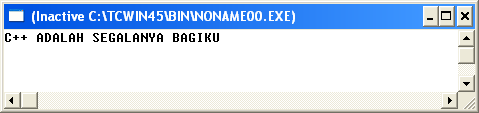 (Inactive C:\TCWIN45\BIN\NONAME00.EXE)
C++ ADALAH SEGALANYA BAGIKU